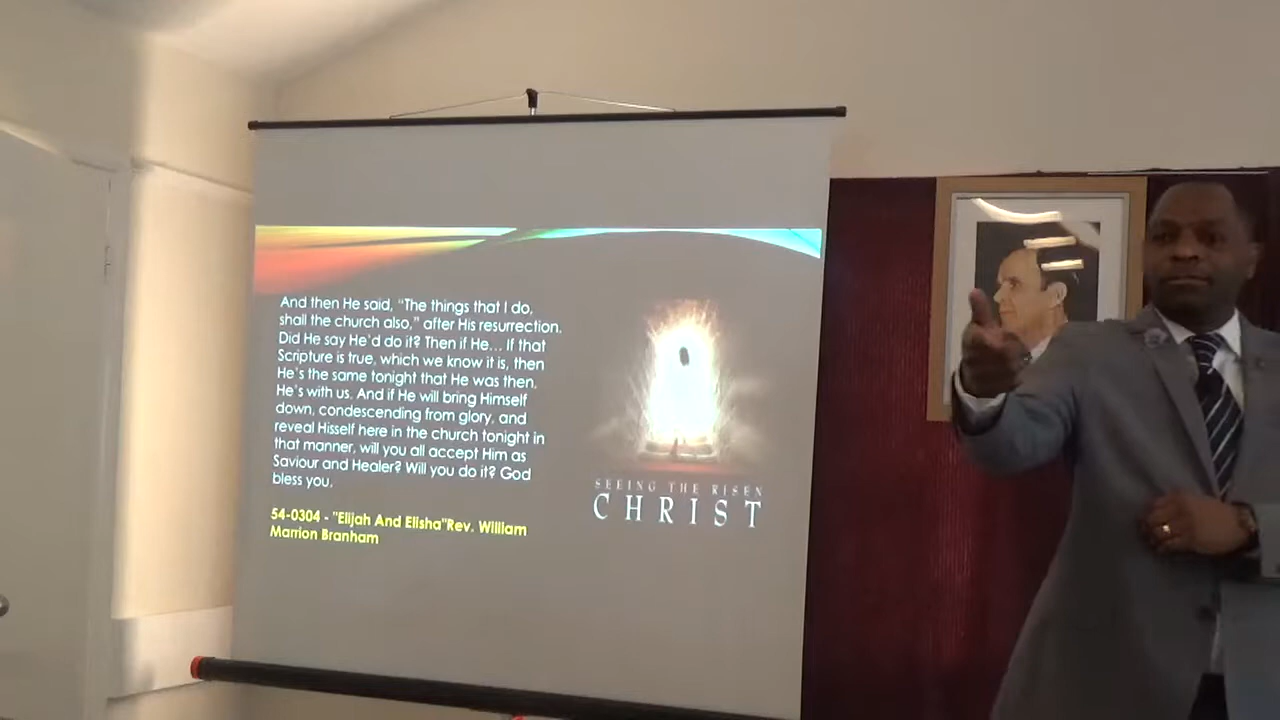 And then He said, “The things that I do,
shall the church also,” after His resurrection.
Did He say He’d do it? Then if He... If that
Scripture is true, which we know it is, then
He’s the same tonight that He was then.
He’s with us. And if He will bring Himself
down, condescending from glory, and
reveal Hisself here in the church tonight in
that manner, will you all accept Him as
Saviour and Healer? Will you do it? God
bless you.
54-0304 - "Elijah And Elisha"Rev. William
Marrion Branham
SEEING THE RISEN
CHRIST